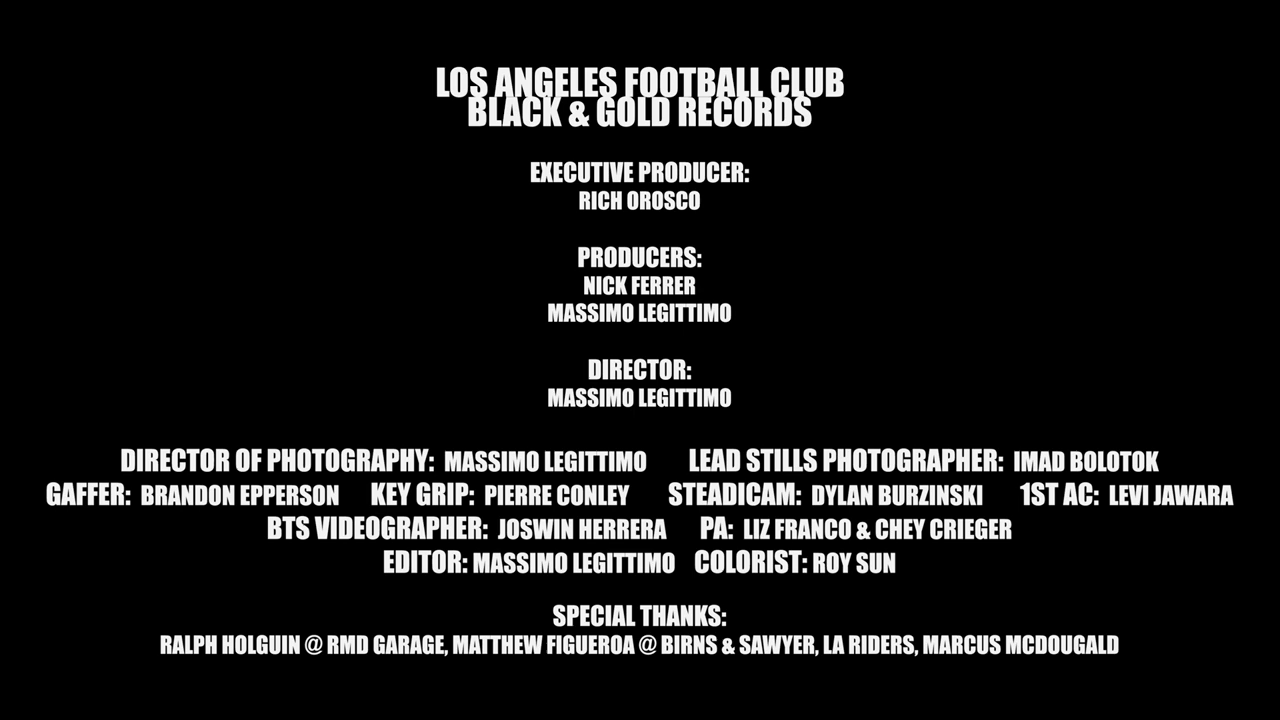 LOS ANGELES FOOTBALL CLUB
BLACK & GOLD RECORDS
EXECUTIVE PRODUCER:
RICH OROSCO
PRODUCERS:
NICK FERRER
MASSIMO LEGITTIMO
DIRECTOR:
MASSIMO LEGITTIMO
DIRECTOR OF PHOTOGRAPHY: MASSIMO LEGITTIMO LEAD STILLS PHOTOGRAPHER: IMAD BOLOTOK
GAFFER: BRANDON EPPERSON KEY GRIP: PIERRE CONLEY STEADICAM: DYLAN BURZINSKI 1ST AC: LEVI JAWARA
BTS VIDEOGRAPHER: JOSWIN HERRERA PA: LIZ FRANCO & CHEY CRIEGER
EDITOR: MASSIMO LEGITTIMO COLORIST: ROY SUN
SPECIAL THANKS:
RALPH HOLGUIN @ RMD GARAGE, MATTHEW FIGUEROA @ BIRNS & SAWYER, LA RIDERS, MARCUS MCDOUGALD